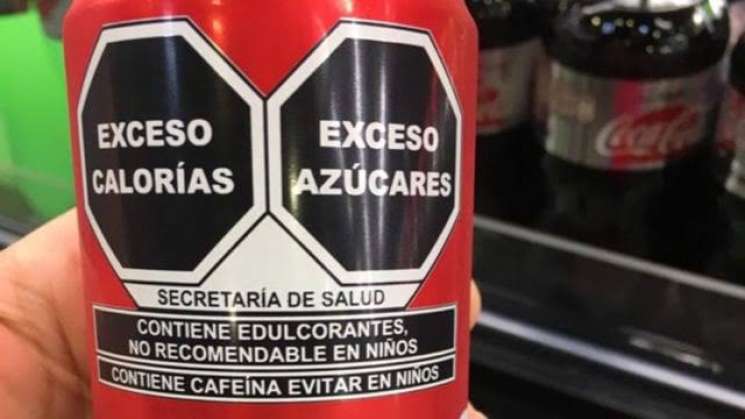 EXCESO
CALORÍAS
EXCESO
AZÚCARES
SECRETARÍA DE SALUD
CONTIENE EDULCORANTES,
NO RECOMENDABLE EN NIÑOS
CONTIENE CAFEÍNA EVITAR EN NIÑOS
Coca-Cola